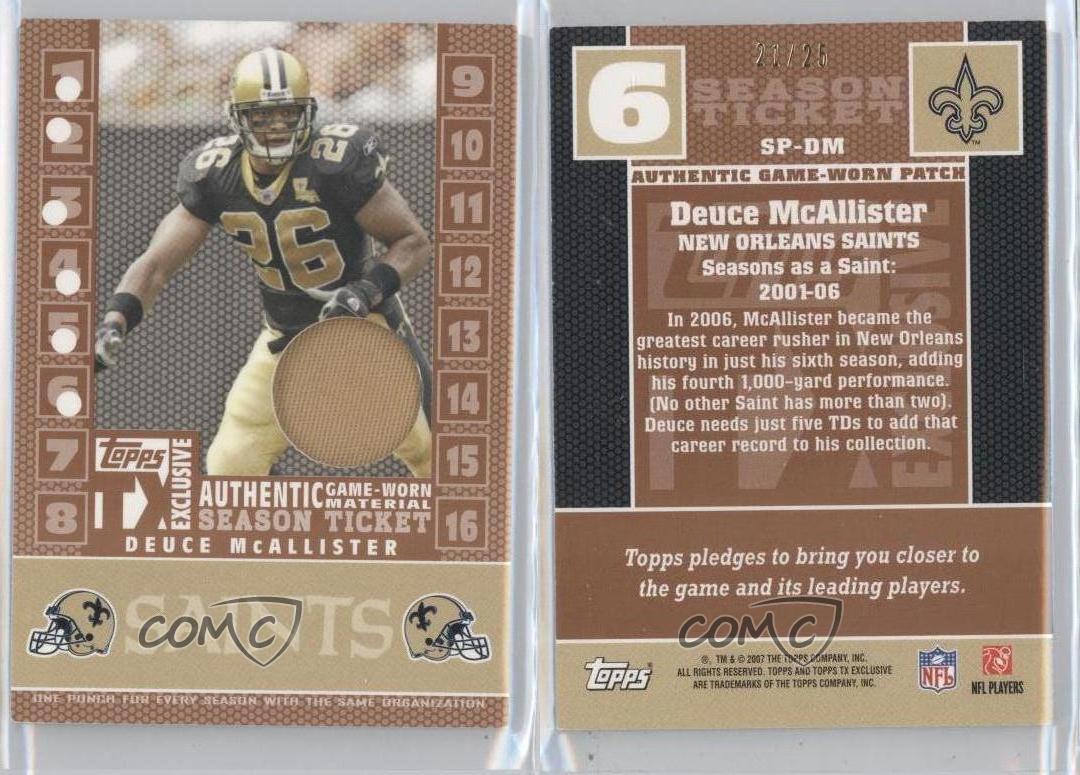 1
2
3
4
5
6
7
8
9
10
11
12
13
14
15
16
26
26
26
TOPPS
TX
EXCLUSIVE
AUTHENTIC GAME-WORN MATERIAL
SEASON TICKET
DEUCE McALLISTER
SAINTS
COMC
ONE PUNCH FOR EVERY SEASON WITH THE SAME ORGANIZATION
21/25
6
SEASON
TICKET
SP-DM
TM
AUTHENTIC GAME-WORN PATCH
Deuce McAllister
NEW ORLEANS SAINTS
Seasons as a Saint:
2001-06
In 2006, McAllister became the
greatest career rusher in New Orleans
history in just his sixth season, adding
his fourth 1,000-yard performance.
(No other Saint has more than two).
Deuce needs just five TDs to add that
career record to his collection.
EXCLUSIVE
Topps pledges to bring you closer to
the game and its leading players.
COMC
Topps®
®, TM & © 2007 THE TOPPS COMPANY, INC.
ALL RIGHTS RESERVED. TOPPS AND TOPPS TX EXCLUSIVE
ARE TRADEMARKS OF THE TOPPS COMPANY, INC.
NFL
NFL PLAYERS